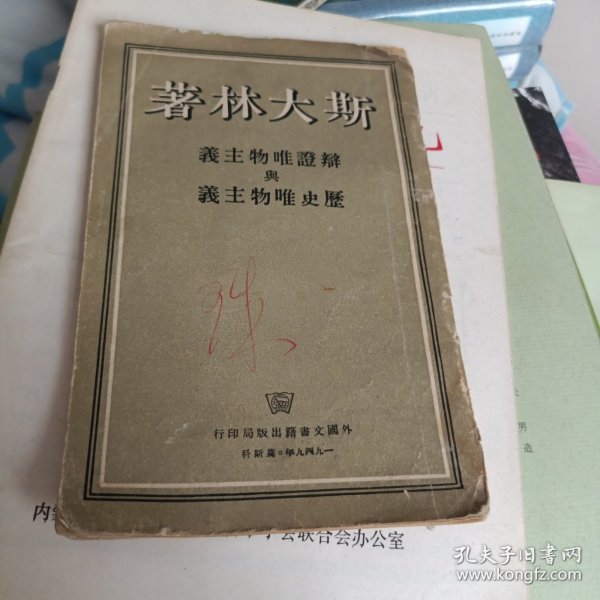 斯大林著
辯證唯物主義
與
歷史唯物主義
外國文書籍出版局印行
一九四九年。莫斯科
会联合会办公室
男
造
孔夫子旧书网
www.kongfz.com